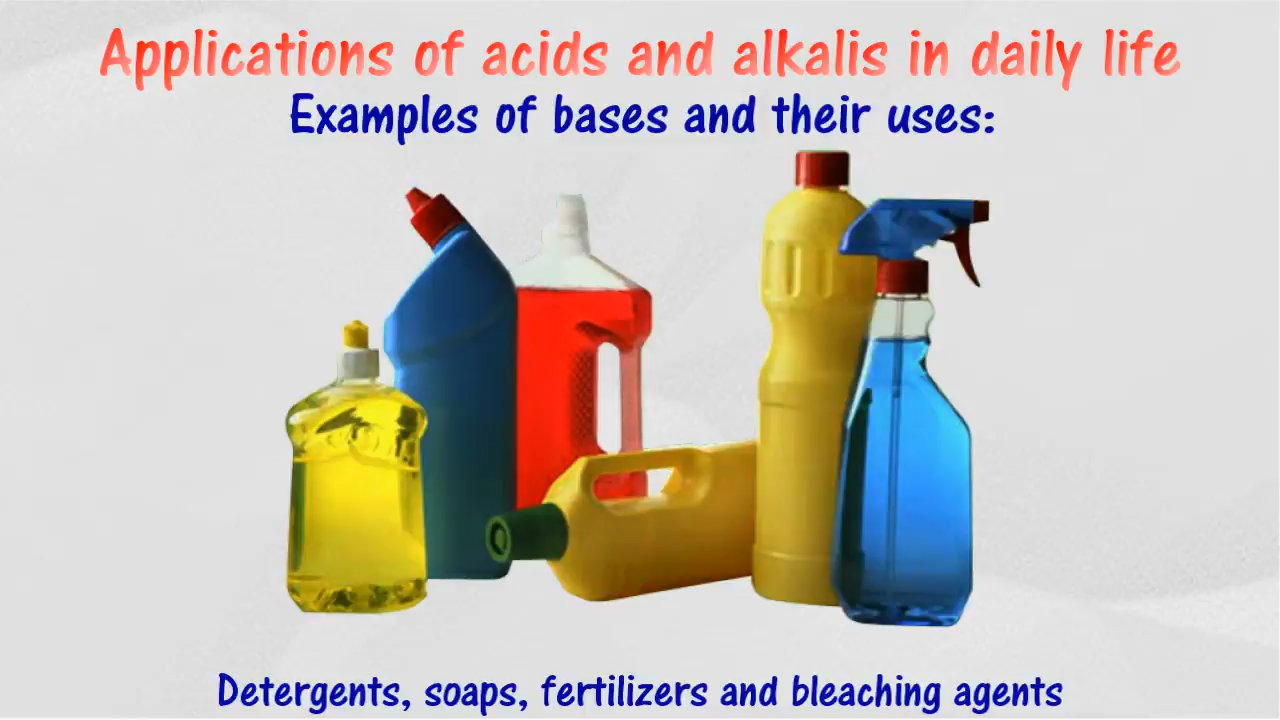 Applications of acids and alkalis in daily life
Examples of bases and their uses:
Detergents, soaps, fertilizers and bleaching agents